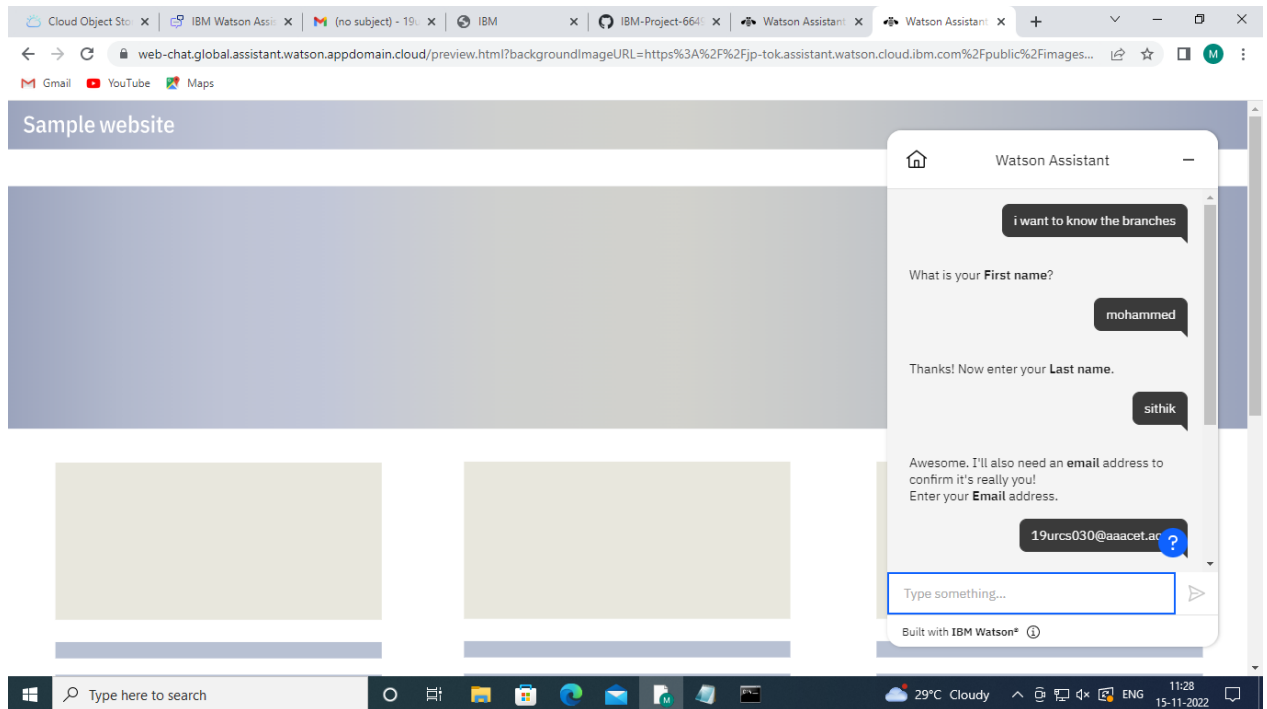 Cloud Object Sto
IBM Watson Assis
(no subject) - 19u
IBM
IBM-Project-6649
Watson Assistant
Watson Assistant
web-chat.global.assistant.watson.appdomain.cloud/preview.html?backgroundImageURL=https%3A%2F%2Fjp-tok.assistant.watson.cloud.ibm.com%2Fpublic%2Fimages...
M
Gmail
YouTube
Maps
Sample website
Watson Assistant
i want to know the branches
What is your First name?
mohammed
Thanks! Now enter your Last name.
sithik
Awesome. I'll also need an email address to
confirm it's really you!
Enter your Email address.
19urcs030@aaacet.ac
?
Type something...
Built with IBM Watson®
Type here to search
29°C Cloudy
ENG
11:28
15-11-2022